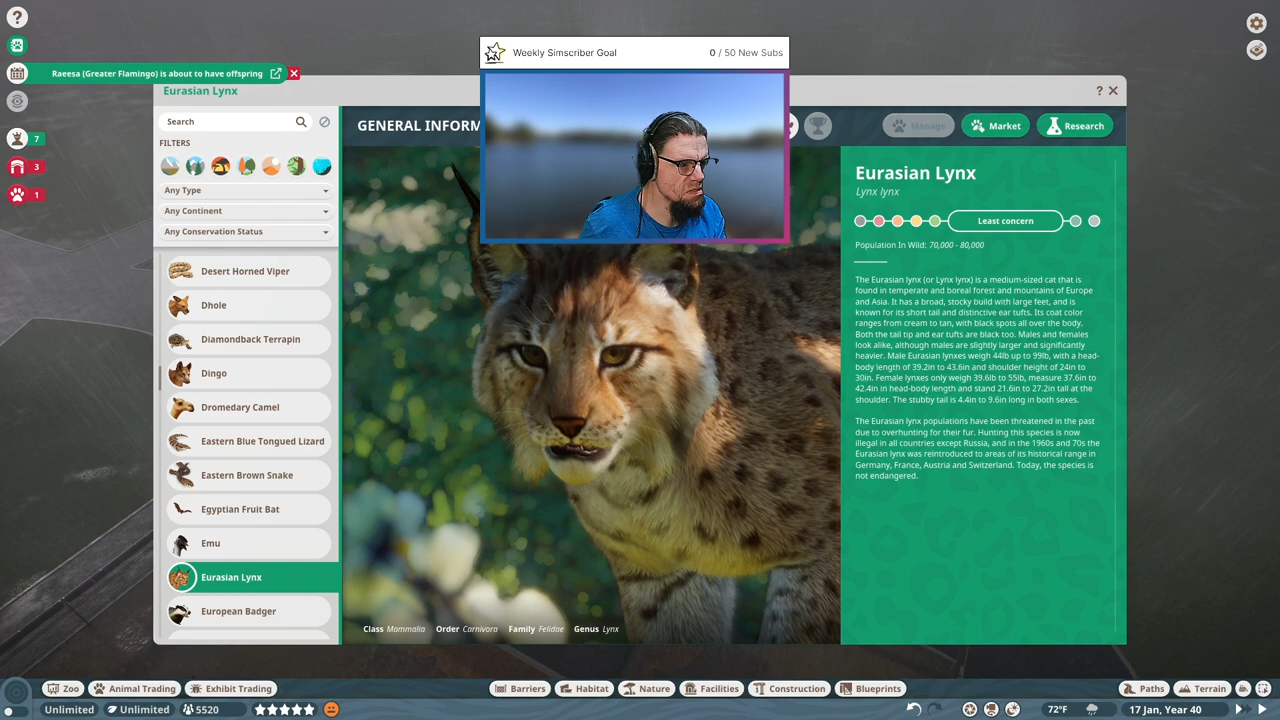 Weekly Simscriber Goal 0 / 50 New Subs
Raeesa (Greater Flamingo) is about to have offspring
7
3
1
Eurasian Lynx
Search
FILTERS
Any Type
Any Continent
Any Conservation Status
Desert Horned Viper
Dhole
Diamondback Terrapin
Dingo
Dromedary Camel
Eastern Blue Tongued Lizard
Eastern Brown Snake
Egyptian Fruit Bat
Emu
Eurasian Lynx
European Badger
GENERAL INFORM
Manage Market Research
Class Mammalia Order Carnivora Family Felidae Genus Lynx
Eurasian Lynx
Lynx lynx
Least concern
Population In Wild: 70,000 - 80,000
The Eurasian lynx (or Lynx lynx) is a medium-sized cat that is
found in temperate and boreal forest and mountains of Europe
and Asia. It has a broad, stocky build with large feet, and is
known for its short tail and distinctive ear tufts. Its coat color
ranges from cream to tan, with black spots all over the body.
Both the tail tip and ear tufts are black too. Males and females
look alike, although males are slightly larger and significantly
heavier. Male Eurasian lynxes weigh 44lb up to 99lb, with a head-
body length of 39.2in to 43.6in and shoulder height of 24in to
30in. Female lynxes only weigh 39.6lb to 55lb, measure 37.6in to
42.4in in head-body length and stand 21.6in to 27.2in tall at the
shoulder. The stubby tail is 4.4in to 9.6in long in both sexes.
The Eurasian lynx populations have been threatened in the past
due to overhunting for their fur. Hunting this species is now
illegal in all countries except Russia, and in the 1960s and 70s the
Eurasian lynx was reintroduced to areas of its historical range in
Germany, France, Austria and Switzerland. Today, the species is
not endangered.
Zoo Animal Trading Exhibit Trading Barriers Habitat Nature Facilities Construction Blueprints Paths Terrain
Unlimited Unlimited 5520 72°F 17 Jan, Year 40